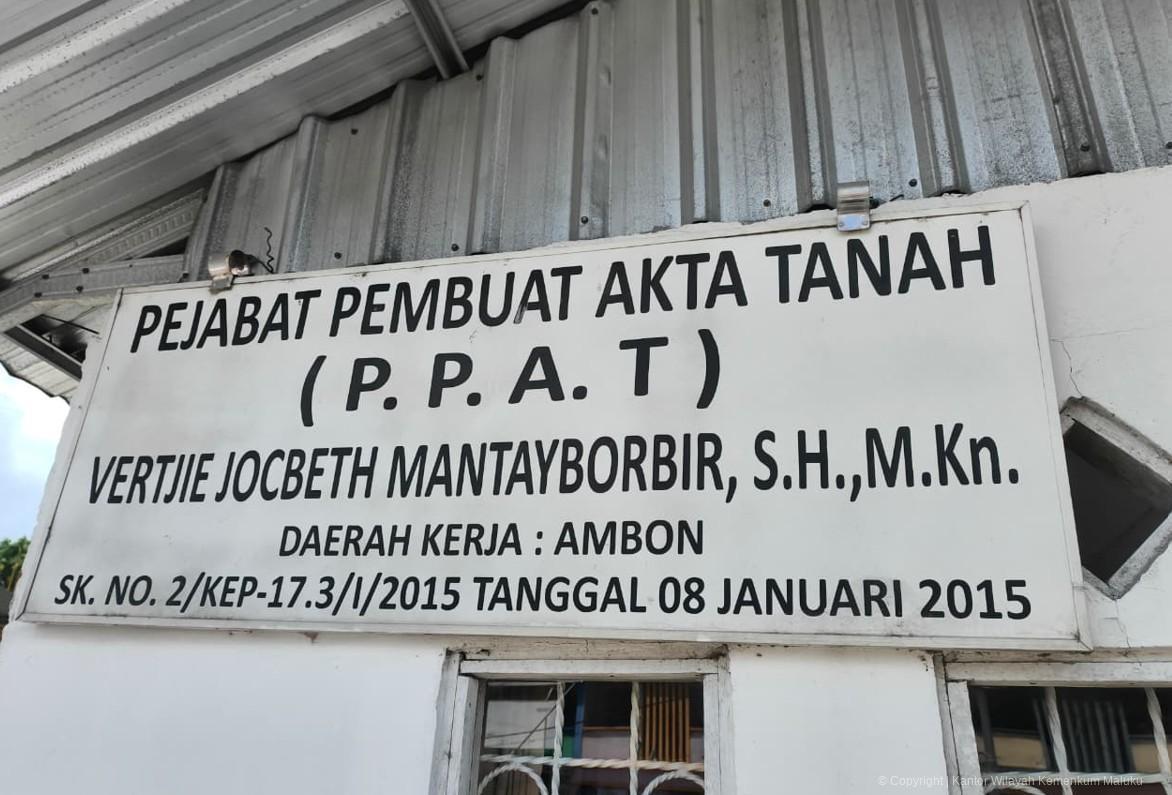 PEJABAT PEMBUAT AKTA TANAH
( P. P. A. T )
VERTJIE JOCBETH MANTAYBORBIR, S.H.,M.Kn.
DAERAH KERJA : AMBON
SK. NO. 2/KEP-17.3/I/2015 TANGGAL 08 JANUARI 2015
© Copyright | Kantor Wilayah Kemenkum Maluku